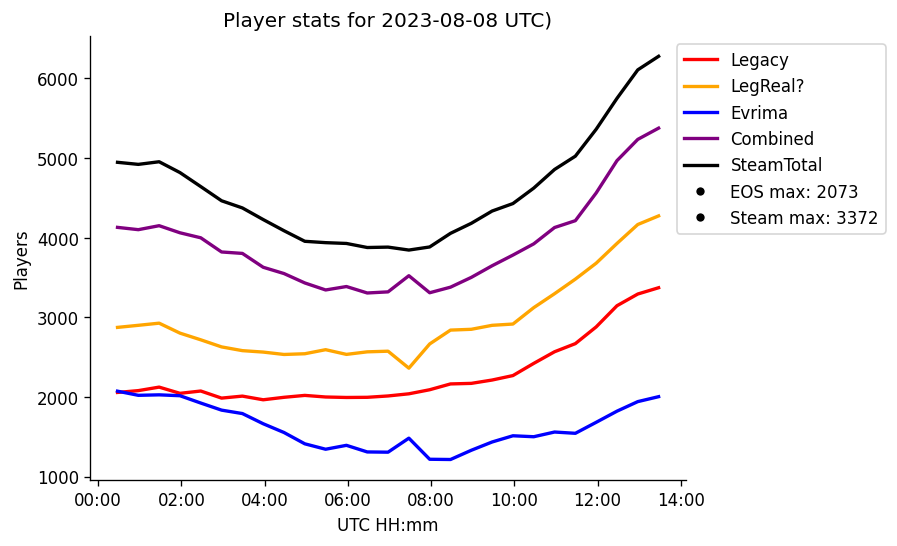 Player stats for 2023-08-08 UTC)
Players
6000
5000
4000
3000
2000
1000
00:00 02:00 04:00 06:00 08:00 10:00 12:00 14:00
UTC HH:mm
Legacy
LegReal?
Evrima
Combined
SteamTotal
EOS max: 2073
Steam max: 3372